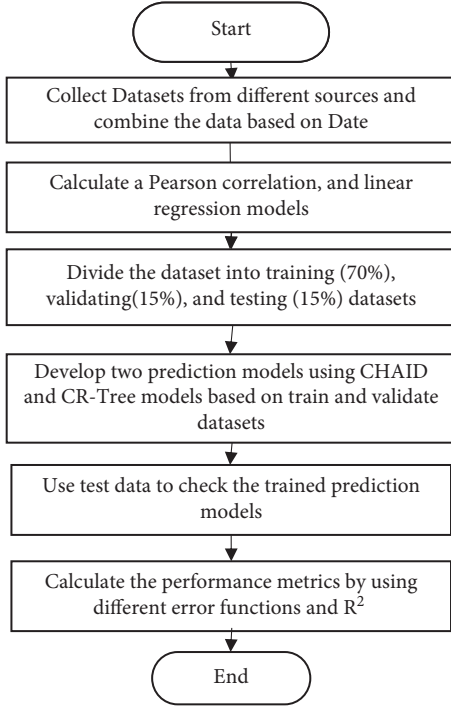 Start
Collect Datasets from different sources and
combine the data based on Date
Calculate a Pearson correlation, and linear
regression models
Divide the dataset into training (70%),
validating(15%), and testing (15%) datasets
Develop two prediction models using CHAID
and CR-Tree models based on train and validate
datasets
Use test data to check the trained prediction
models
Calculate the performance metrics by using
different error functions and R²
End